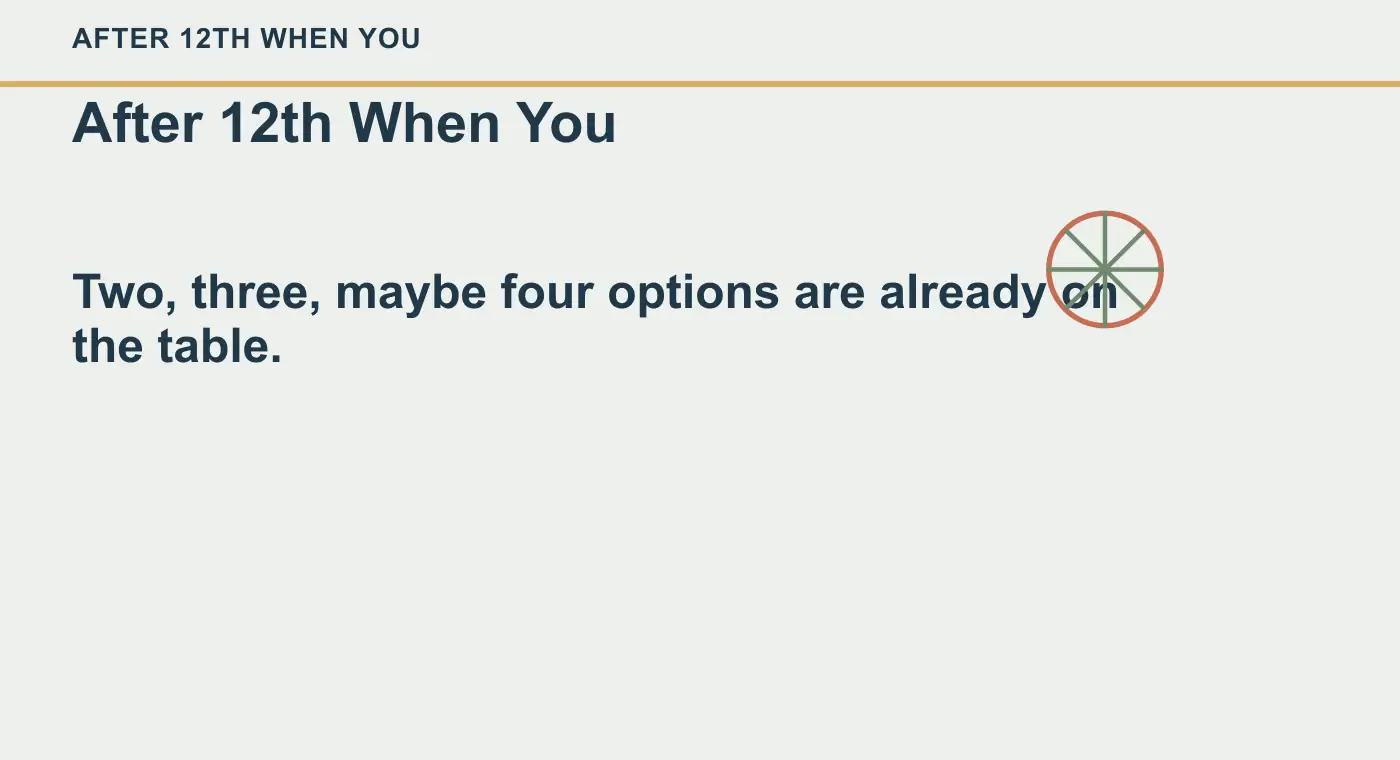 AFTER 12TH WHEN YOU
After 12th When You
Two, three, maybe four options are already on
the table.